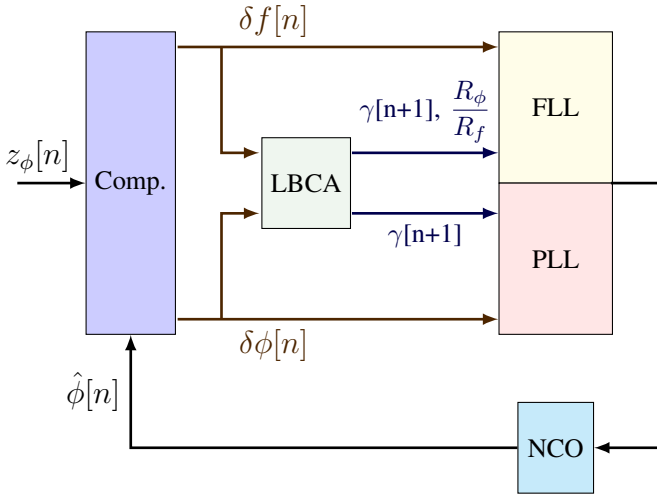 δf[n]
γ[n+1], R_ϕ/R_f
FLL
z_ϕ[n]
Comp.
LBCA
γ[n+1]
PLL
δϕ[n]
ϕ̂[n]
NCO